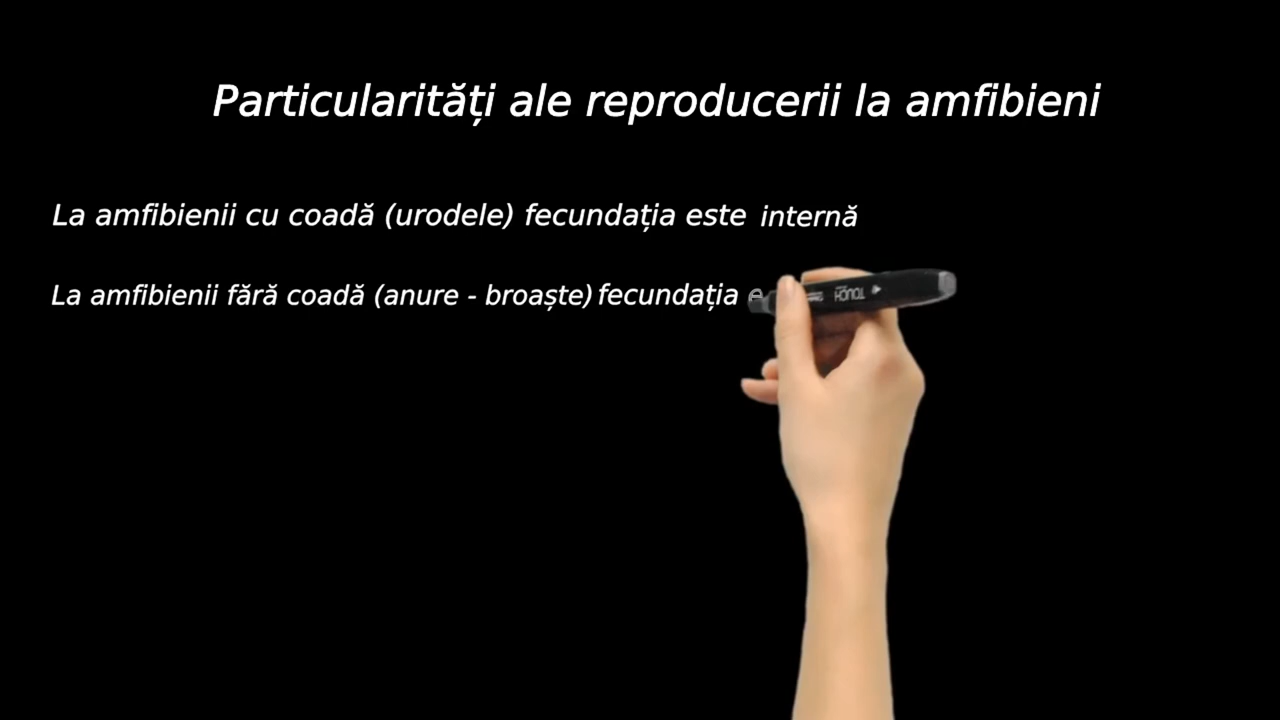 Particularități ale reproducerii la amfibieni
La amfibienii cu coadă (urodele) fecundația este internă
La amfibienii fără coadă (anure - broaște) fecundația e
TOUCH